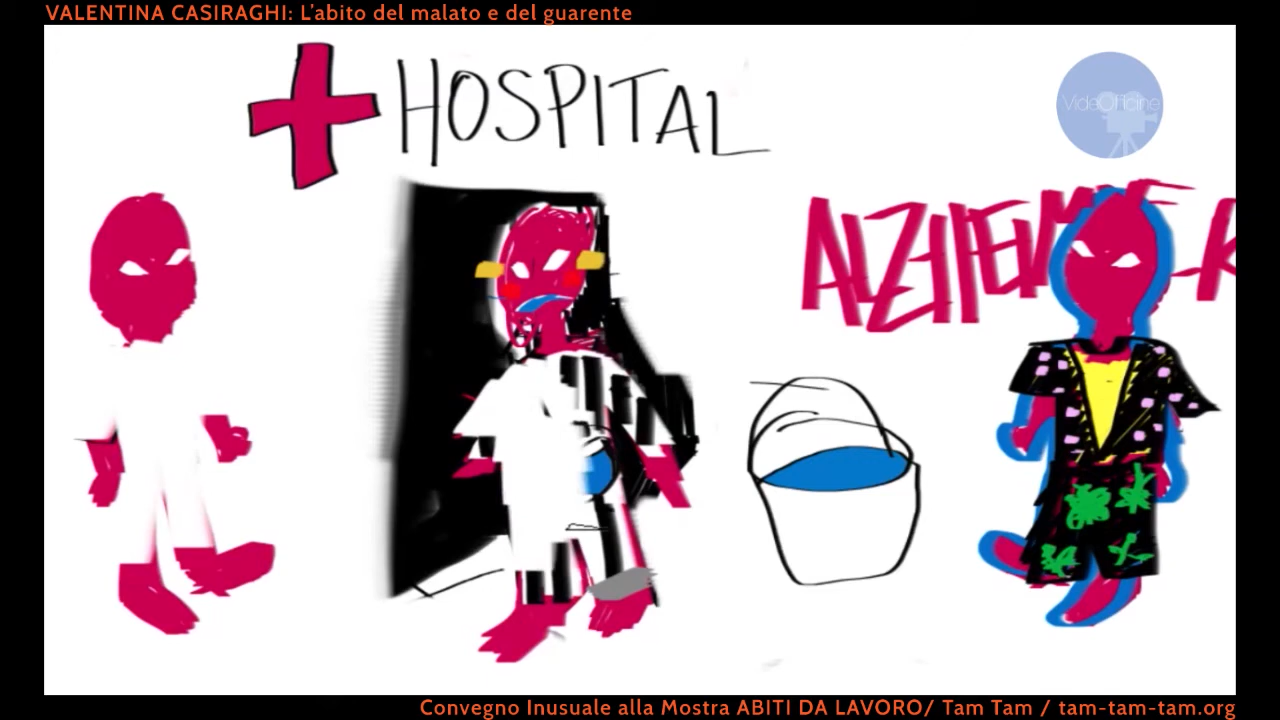 VALENTINA CASIRAGHI: L'abito del malato e del guarente
HOSPITAL
VideOfficine
Convegno Inusuale alla Mostra ABITI DA LAVORO/ Tam Tam / tam-tam-tam.org